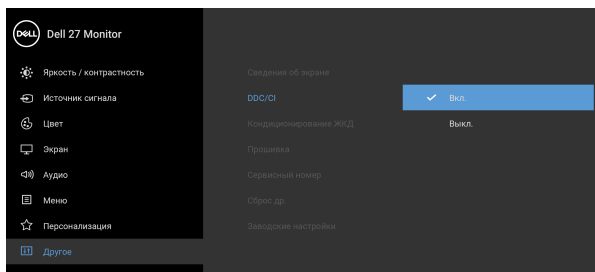 DELL
Dell 27 Monitor
Яркость / контрастность
Источник сигнала
Цвет
Экран
Аудио
Меню
Персонализация
Другое
Сведения об экране
DDC/CI
Кондиционирование ЖКД
Прошивка
Сервисный номер
Сброс др.
Заводские настройки
Вкл.
Выкл.